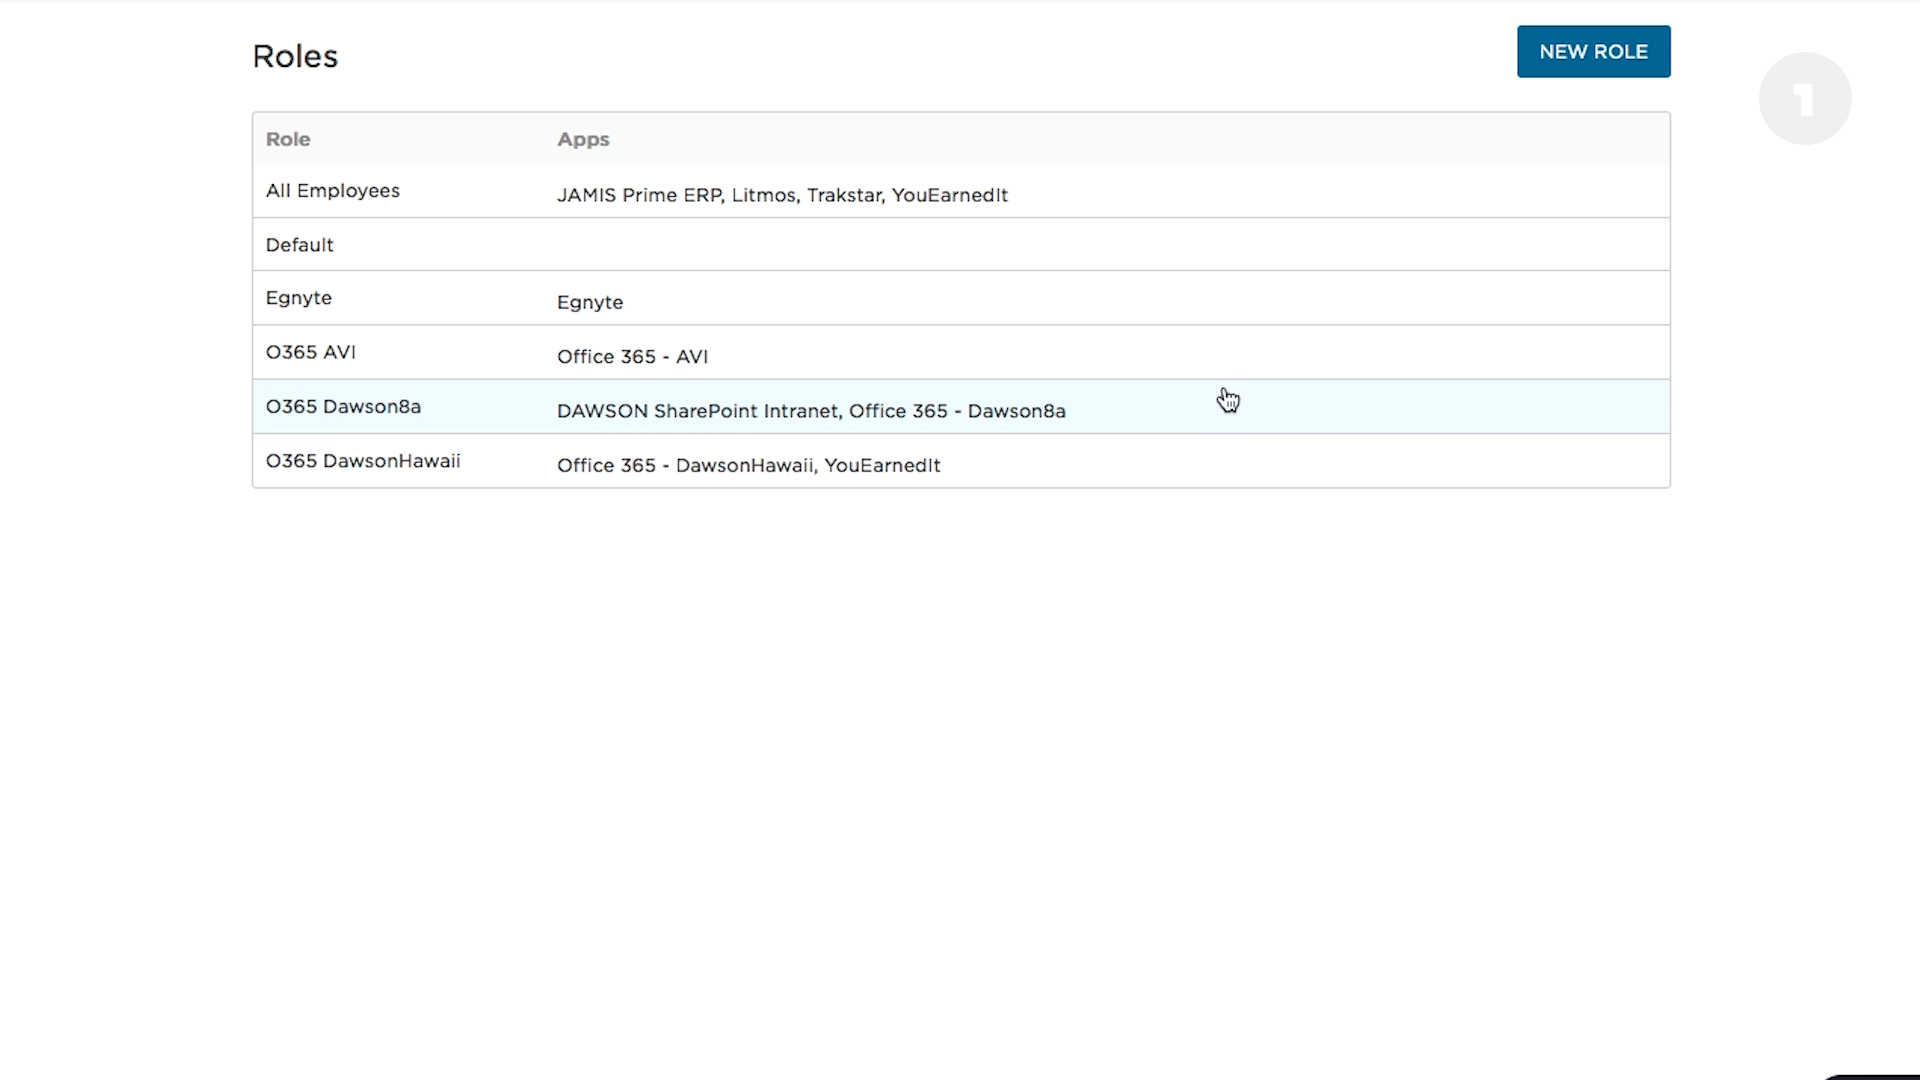 Roles
NEW ROLE
1
Role Apps
All Employees JAMIS Prime ERP, Litmos, Trakstar, YouEarnedIt
Default
Egnyte Egnyte
O365 AVI Office 365 - AVI
O365 Dawson8a DAWSON SharePoint Intranet, Office 365 - Dawson8a
O365 DawsonHawaii Office 365 - DawsonHawaii, YouEarnedIt